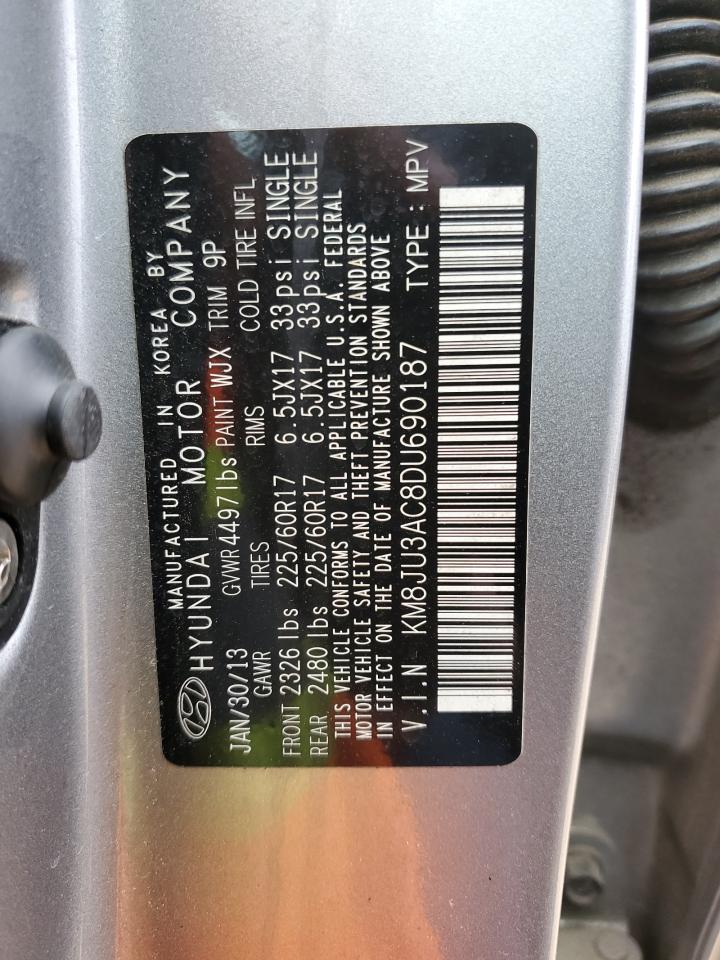 MANUFACTURED IN KOREA BY
HYUNDAI MOTOR COMPANY
JAN/30/13 GVWR 4497lbs PAINT WJX TRIM 9P
GAWR TIRES RIMS COLD TIRE INFL
FRONT 2326 lbs 225/60R17 6.5JX17 33psi SINGLE
REAR 2480 lbs 225/60R17 6.5JX17 33psi SINGLE
THIS VEHICLE CONFORMS TO ALL APPLICABLE U.S.A. FEDERAL
MOTOR VEHICLE SAFETY AND THEFT PREVENTION STANDARDS
IN EFFECT ON THE DATE OF MANUFACTURE SHOWN ABOVE
V.I.N KM8JU3AC8DU690187 TYPE : MPV